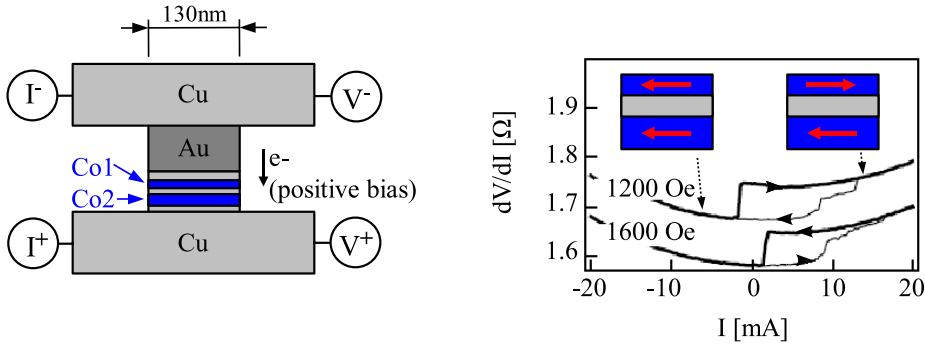 130nm
I-
Cu
V-
Au
Co1
Co2
e-
(positive bias)
I+
Cu
V+
dV/dI [Ω]
1.9
1.8
1.7
1.6
1200 Oe
1600 Oe
-20
-10
0
10
20
I [mA]